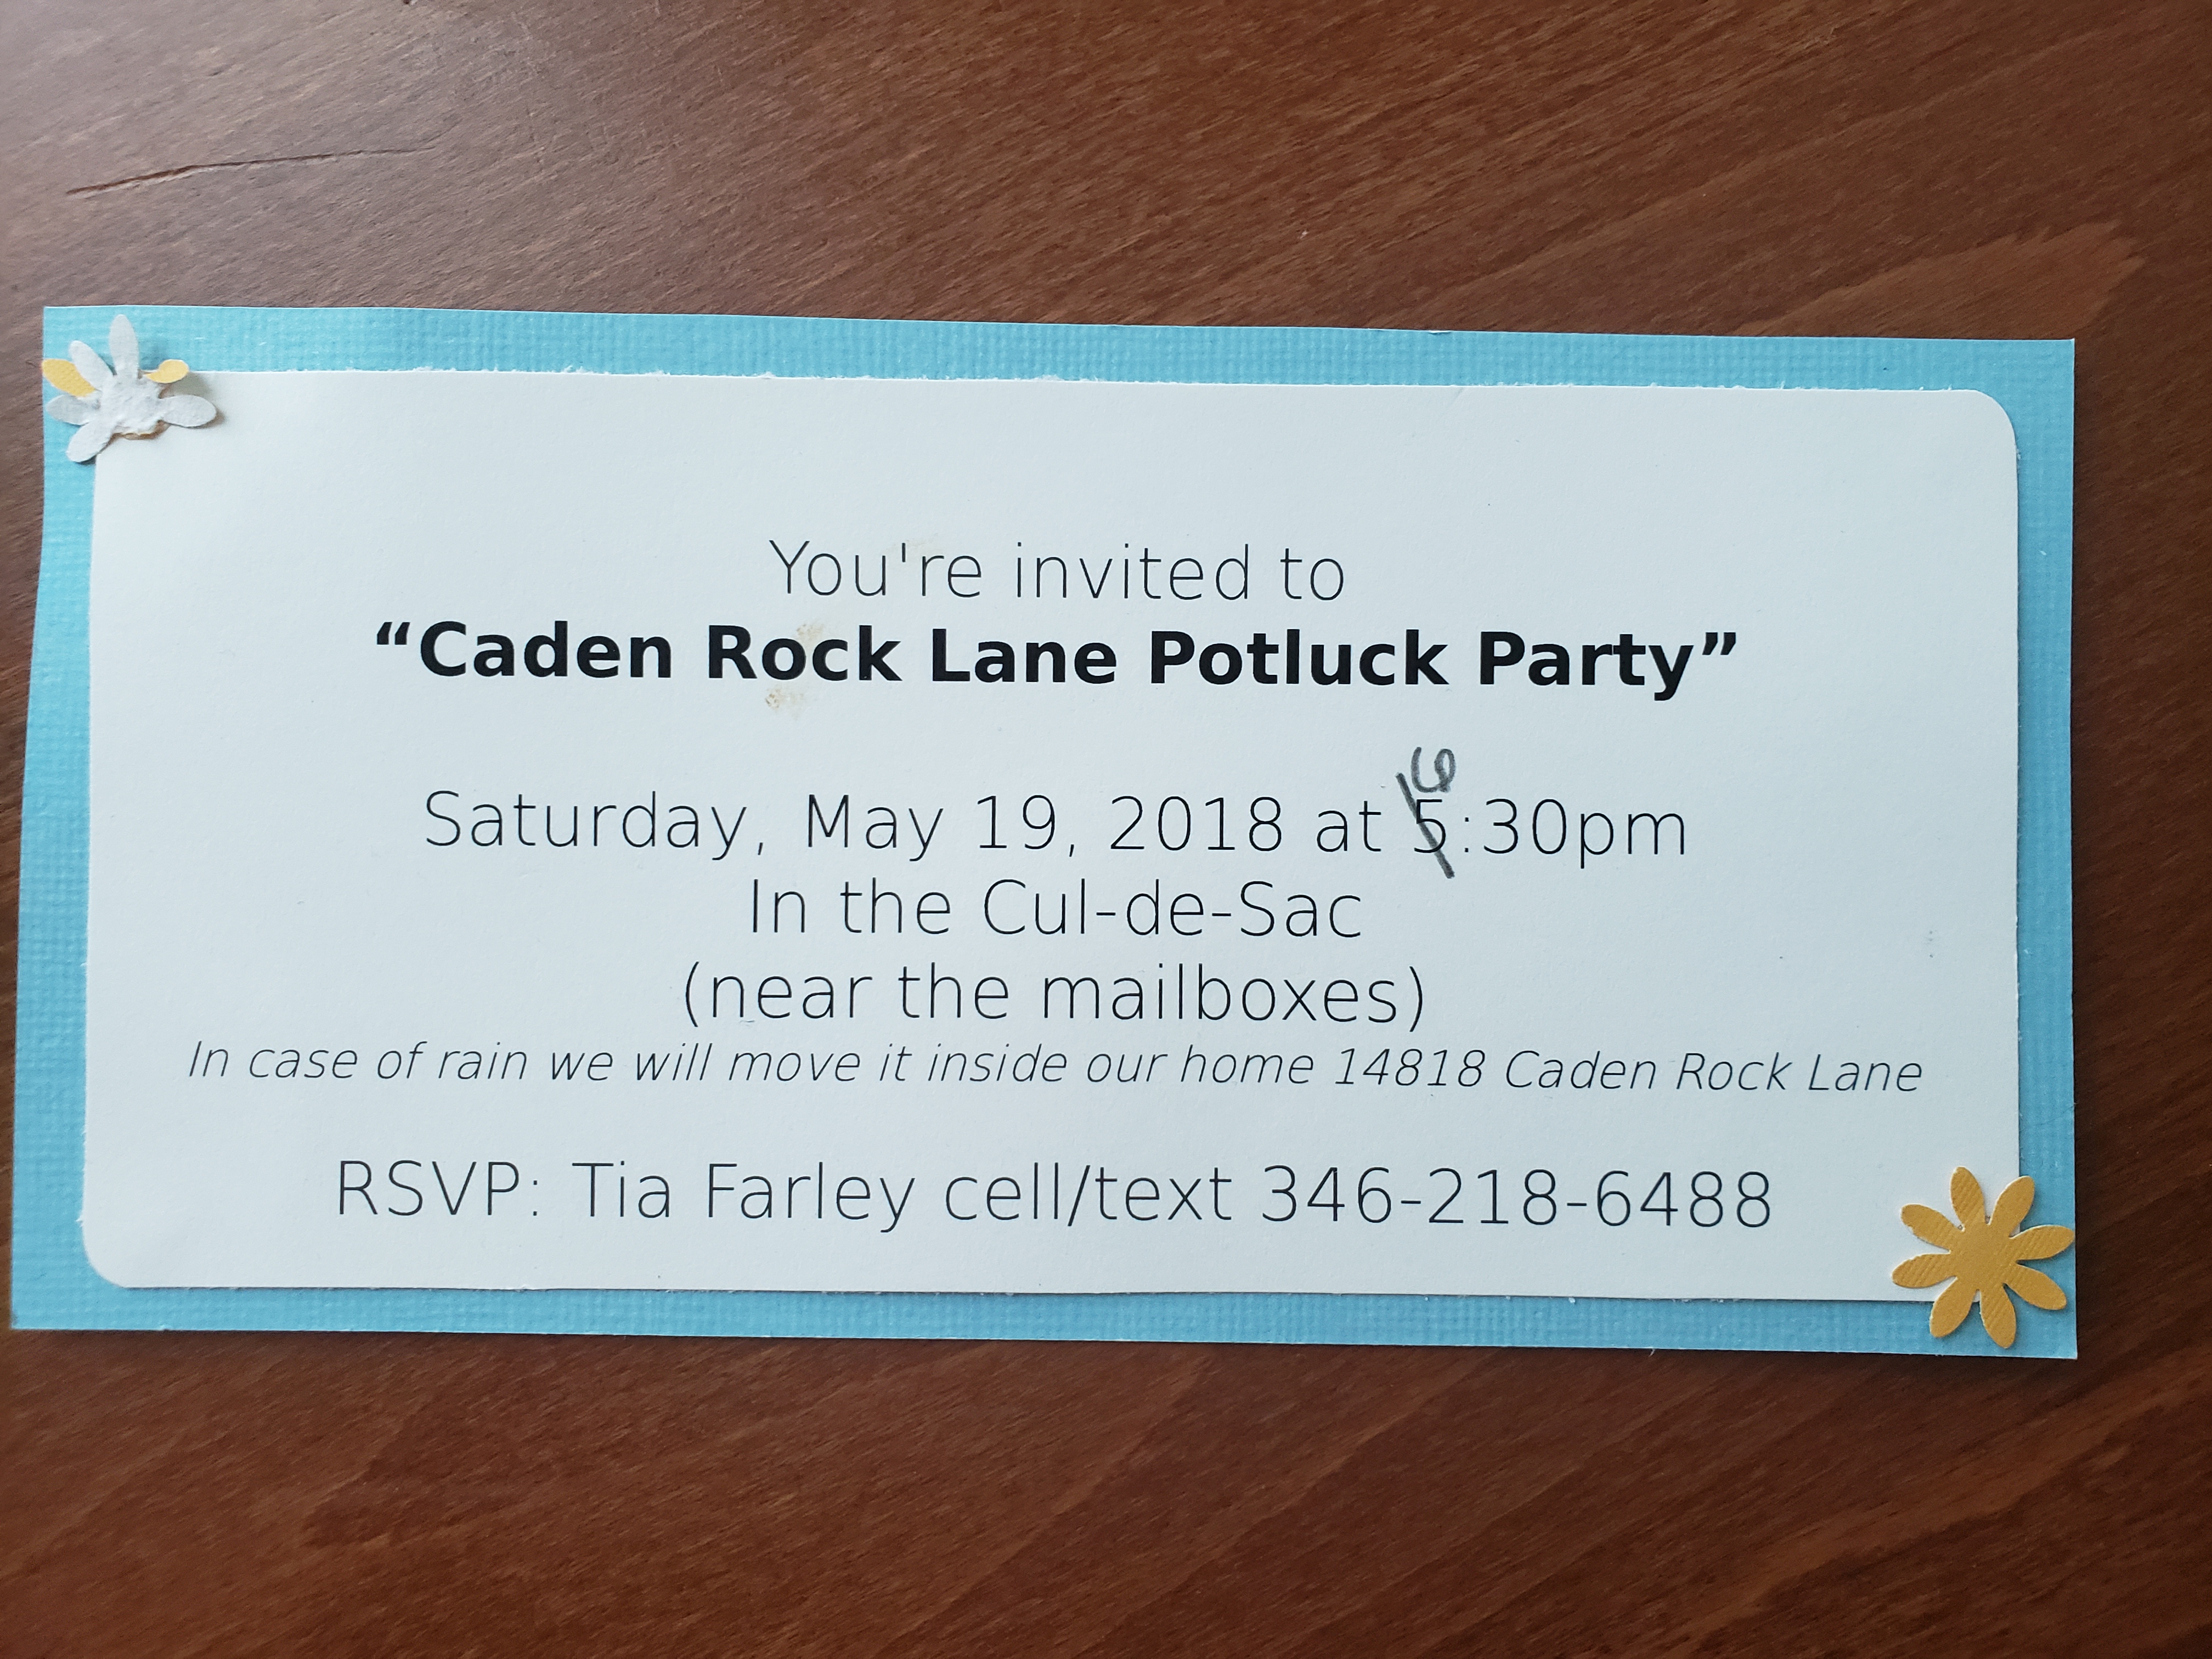 You're invited to
“Caden Rock Lane Potluck Party”
Saturday, May 19, 2018 at 6:30pm
In the Cul-de-Sac
(near the mailboxes)
In case of rain we will move it inside our home 14818 Caden Rock Lane
RSVP: Tia Farley cell/text 346-218-6488